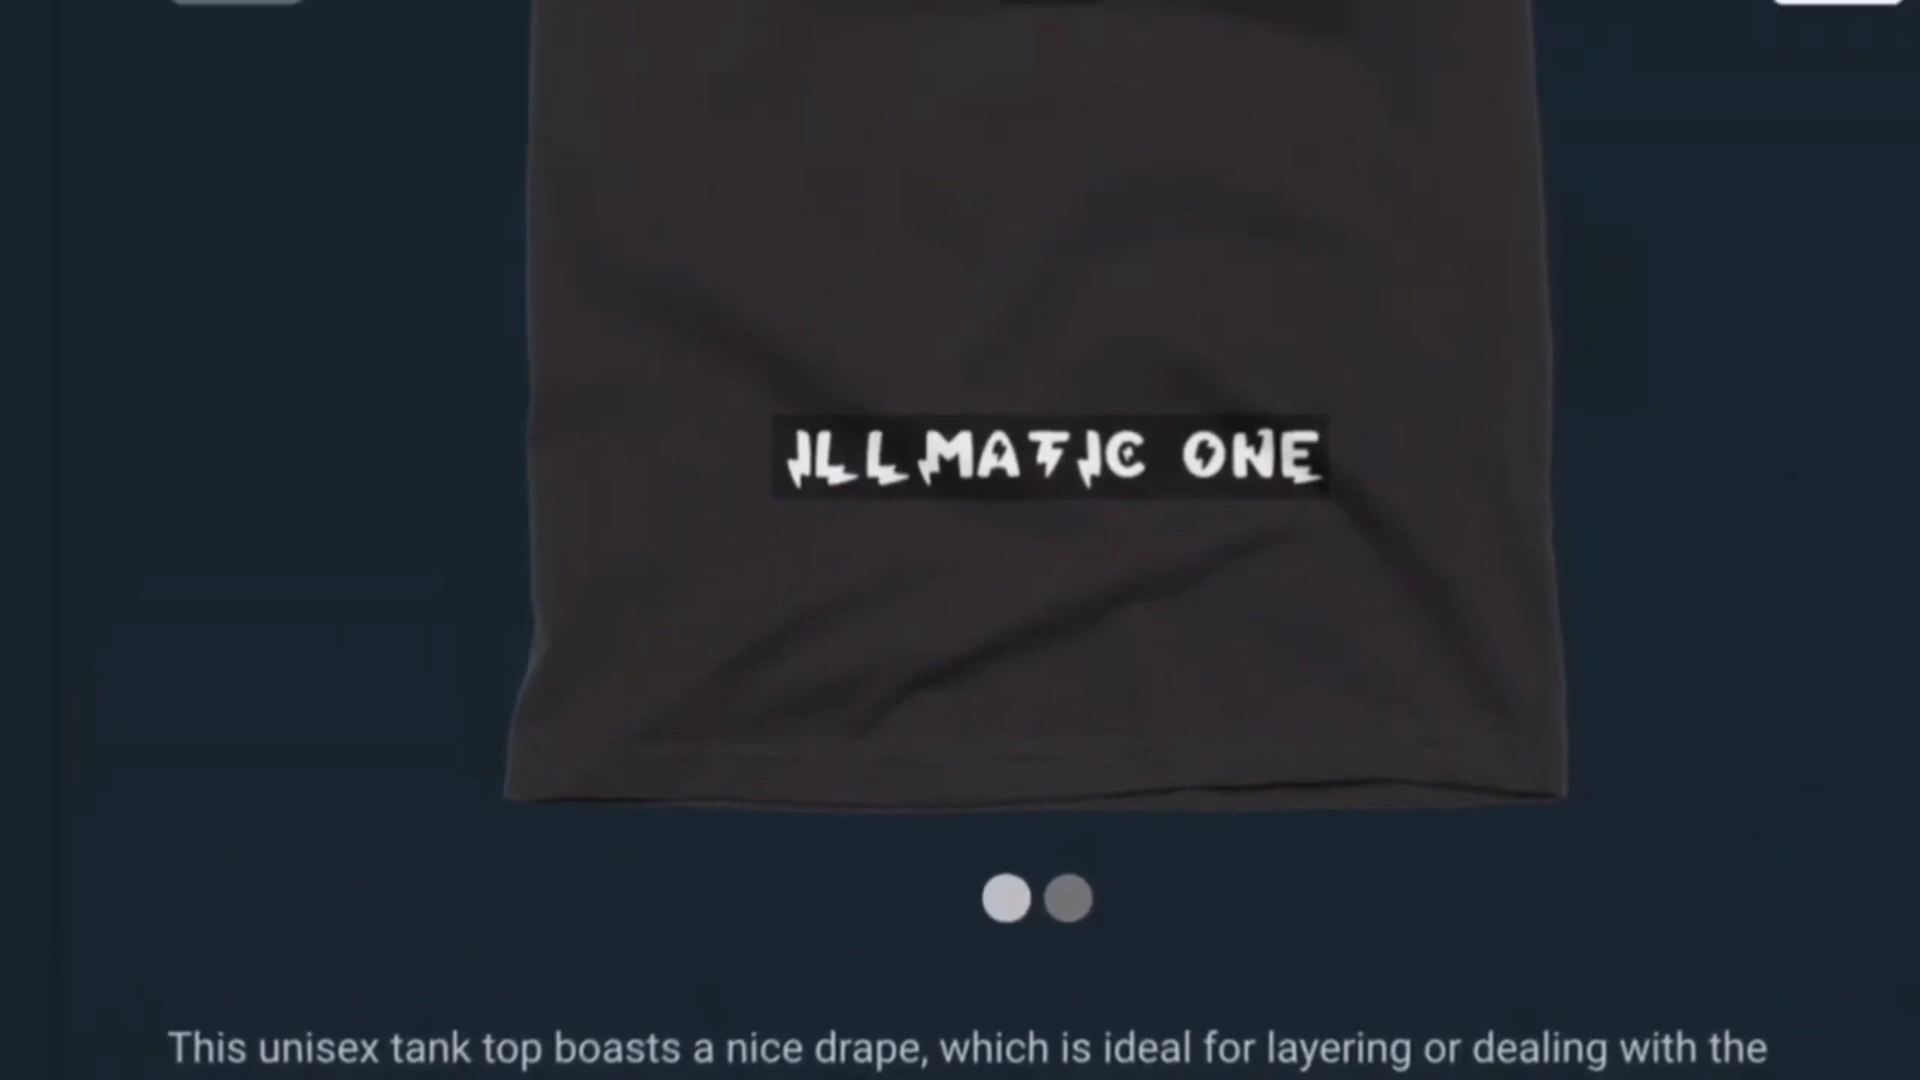 ILLMATIC ONE
This unisex tank top boasts a nice drape, which is ideal for layering or dealing with the